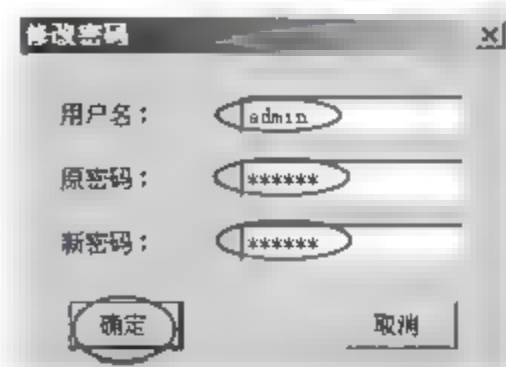 修改密码
用户名： admin
原密码： ******
新密码： ******
确定 取消